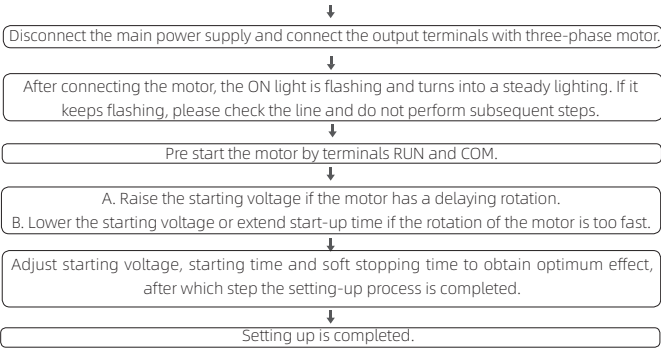 Disconnect the main power supply and connect the output terminals with three-phase motor.
After connecting the motor, the ON light is flashing and turns into a steady lighting. If it
keeps flashing, please check the line and do not perform subsequent steps.
Pre start the motor by terminals RUN and COM.
A. Raise the starting voltage if the motor has a delaying rotation.
B. Lower the starting voltage or extend start-up time if the rotation of the motor is too fast.
Adjust starting voltage, starting time and soft stopping time to obtain optimum effect,
after which step the setting-up process is completed.
Setting up is completed.